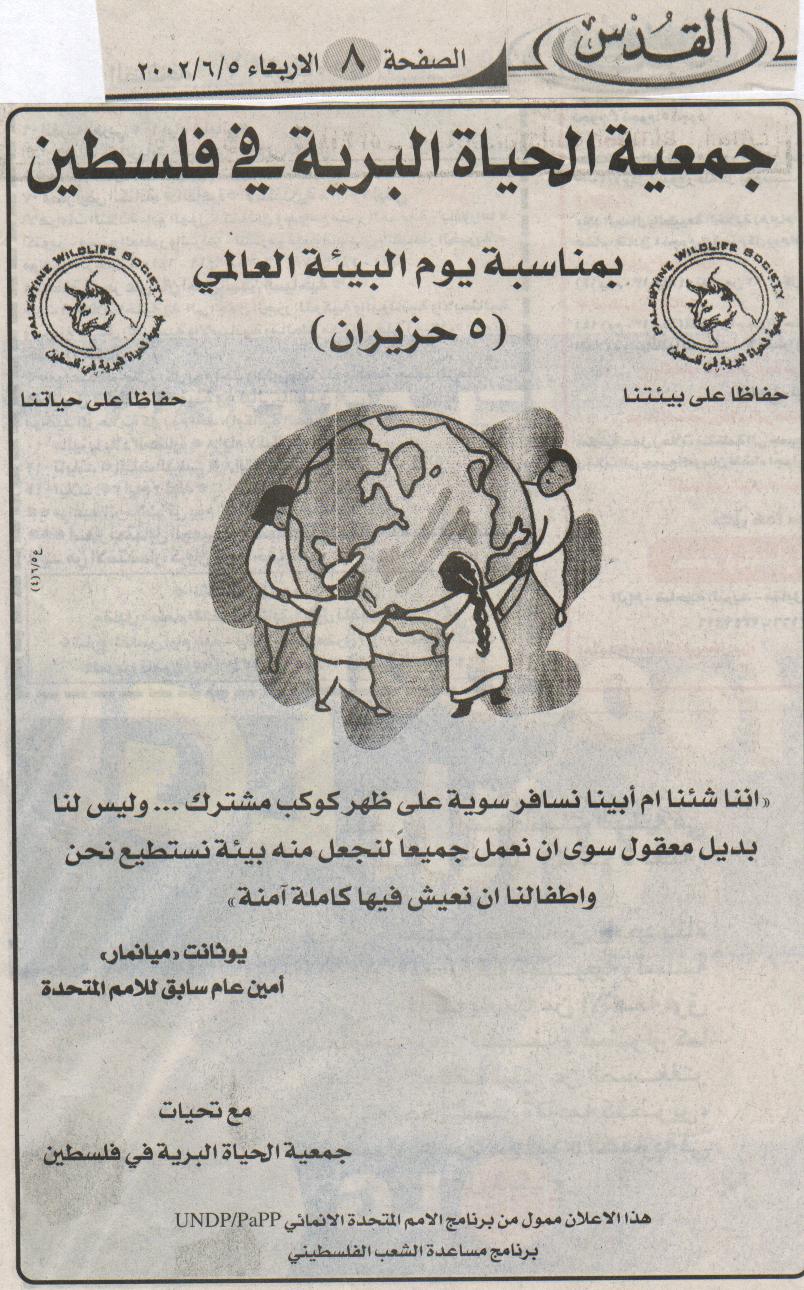 القدس
الصفحة ٨ الاربعاء ٢٠٠٢/٦/٥
جمعية الحياة البرية في فلسطين
بمناسبة يوم البيئة العالمي
(٥ حزيران)
PALESTINE WILDLIFE SOCIETY
جمعية الحياة البرية في فلسطين
PALESTINE WILDLIFE SOCIETY
جمعية الحياة البرية في فلسطين
حفاظا على بيئتنا
حفاظا على حياتنا
٦/٥ع(٤)
«اننا شئنا ام أبينا نسافر سوية على ظهر كوكب مشترك ... وليس لنا
بديل معقول سوى ان نعمل جميعاً لنجعل منه بيئة نستطيع نحن
واطفالنا ان نعيش فيها كاملة آمنة»
يوثانت «ميانمار»
أمين عام سابق للامم المتحدة
مع تحيات
جمعية الحياة البرية في فلسطين
هذا الاعلان ممول من برنامج الامم المتحدة الانمائي UNDP/PaPP
برنامج مساعدة الشعب الفلسطيني